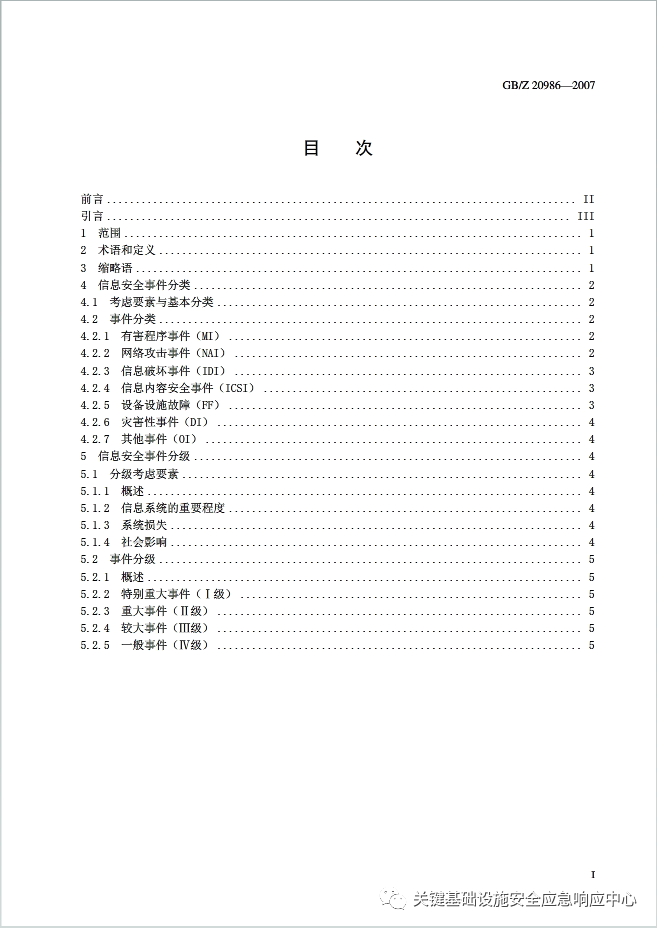 GB/Z 20986—2007
目 次
前言 ................ II
引言 ................ III
1 范围 ................ 1
2 术语和定义 ................ 1
3 缩略语 ................ 1
4 信息安全事件分类 ................ 2
4.1 考虑要素与基本分类 ................ 2
4.2 事件分类 ................ 2
4.2.1 有害程序事件（MI） ................ 2
4.2.2 网络攻击事件（NAI） ................ 2
4.2.3 信息破坏事件（IDI） ................ 3
4.2.4 信息内容安全事件（ICSI） ................ 3
4.2.5 设备设施故障（FF） ................ 3
4.2.6 灾害性事件（DI） ................ 4
4.2.7 其他事件（OI） ................ 4
5 信息安全事件分级 ................ 4
5.1 分级考虑要素 ................ 4
5.1.1 概述 ................ 4
5.1.2 信息系统的重要程度 ................ 4
5.1.3 系统损失 ................ 4
5.1.4 社会影响 ................ 4
5.2 事件分级 ................ 5
5.2.1 概述 ................ 5
5.2.2 特别重大事件（Ⅰ级） ................ 5
5.2.3 重大事件（Ⅱ级） ................ 5
5.2.4 较大事件（Ⅲ级） ................ 5
5.2.5 一般事件（Ⅳ级） ................ 5
I
关键基础设施安全应急响应中心